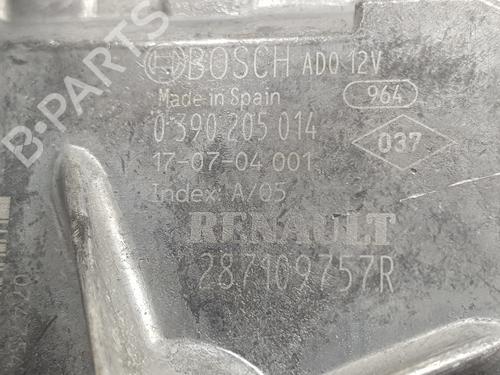 BOSCH ADO 12V
Made in Spain
964
0 390 205 014
037
17-07-04 001
Index: A/05
RENAULT
287109757R
B-PARTS